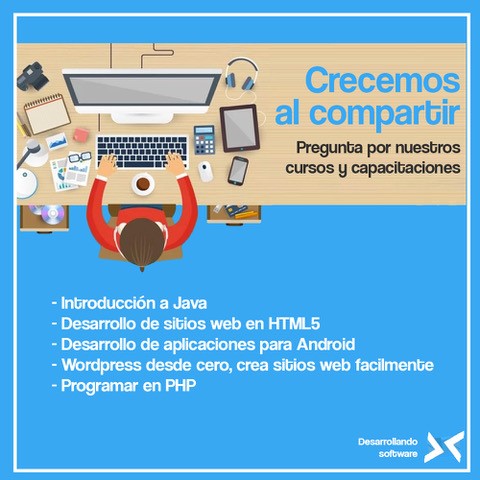 Crecemos
al compartir
Pregunta por nuestros
cursos y capacitaciones
- Introducción a Java
- Desarrollo de sitios web en HTML5
- Desarrollo de aplicaciones para Android
- Wordpress desde cero, crea sitios web facilmente
- Programar en PHP
Desarrollando
software